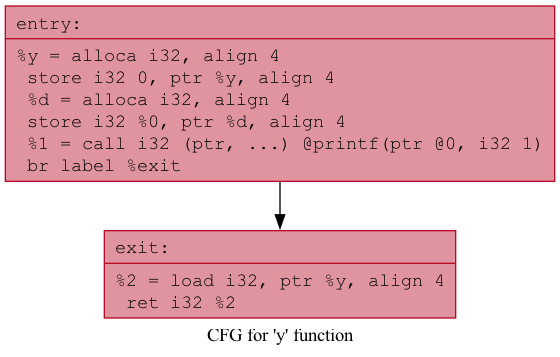 entry:
%y = alloca i32, align 4
store i32 0, ptr %y, align 4
%d = alloca i32, align 4
store i32 %0, ptr %d, align 4
%1 = call i32 (ptr, ...) @printf(ptr @0, i32 1)
br label %exit
exit:
%2 = load i32, ptr %y, align 4
ret i32 %2
CFG for 'y' function